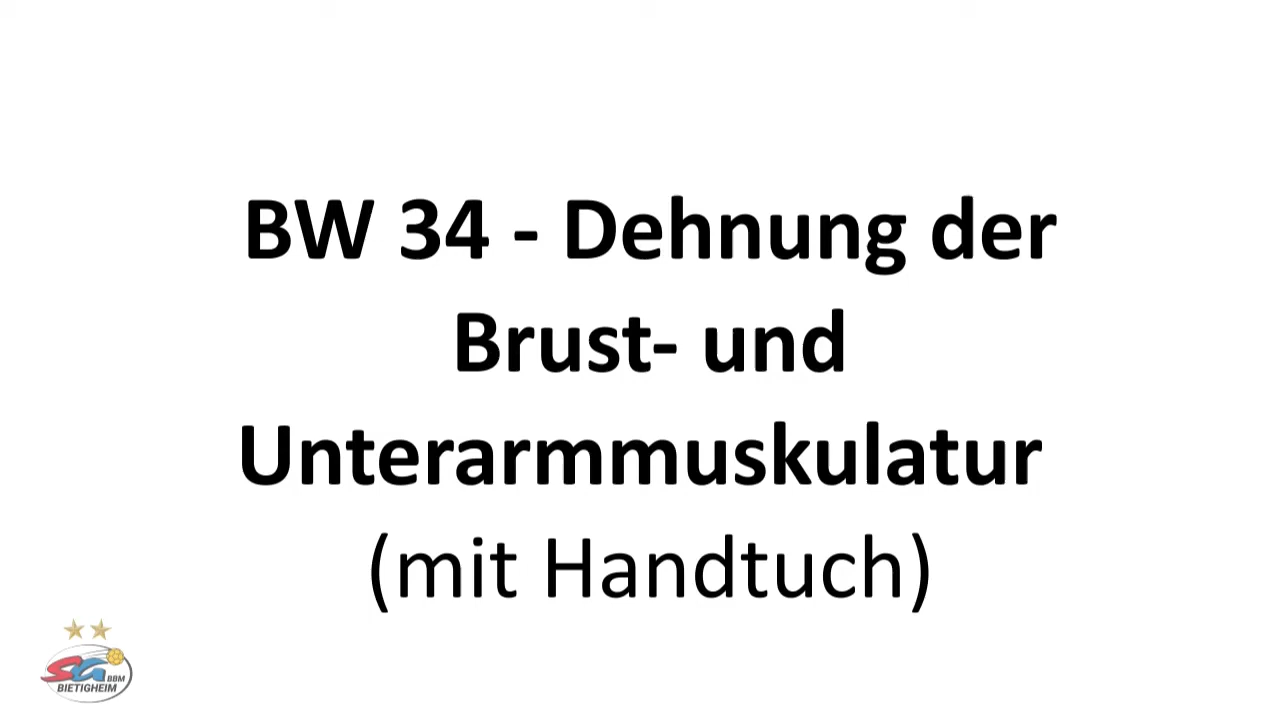 BW 34 - Dehnung der
Brust- und
Unterarmmuskulatur
(mit Handtuch)
SG
BBM
BIETIGHEIM